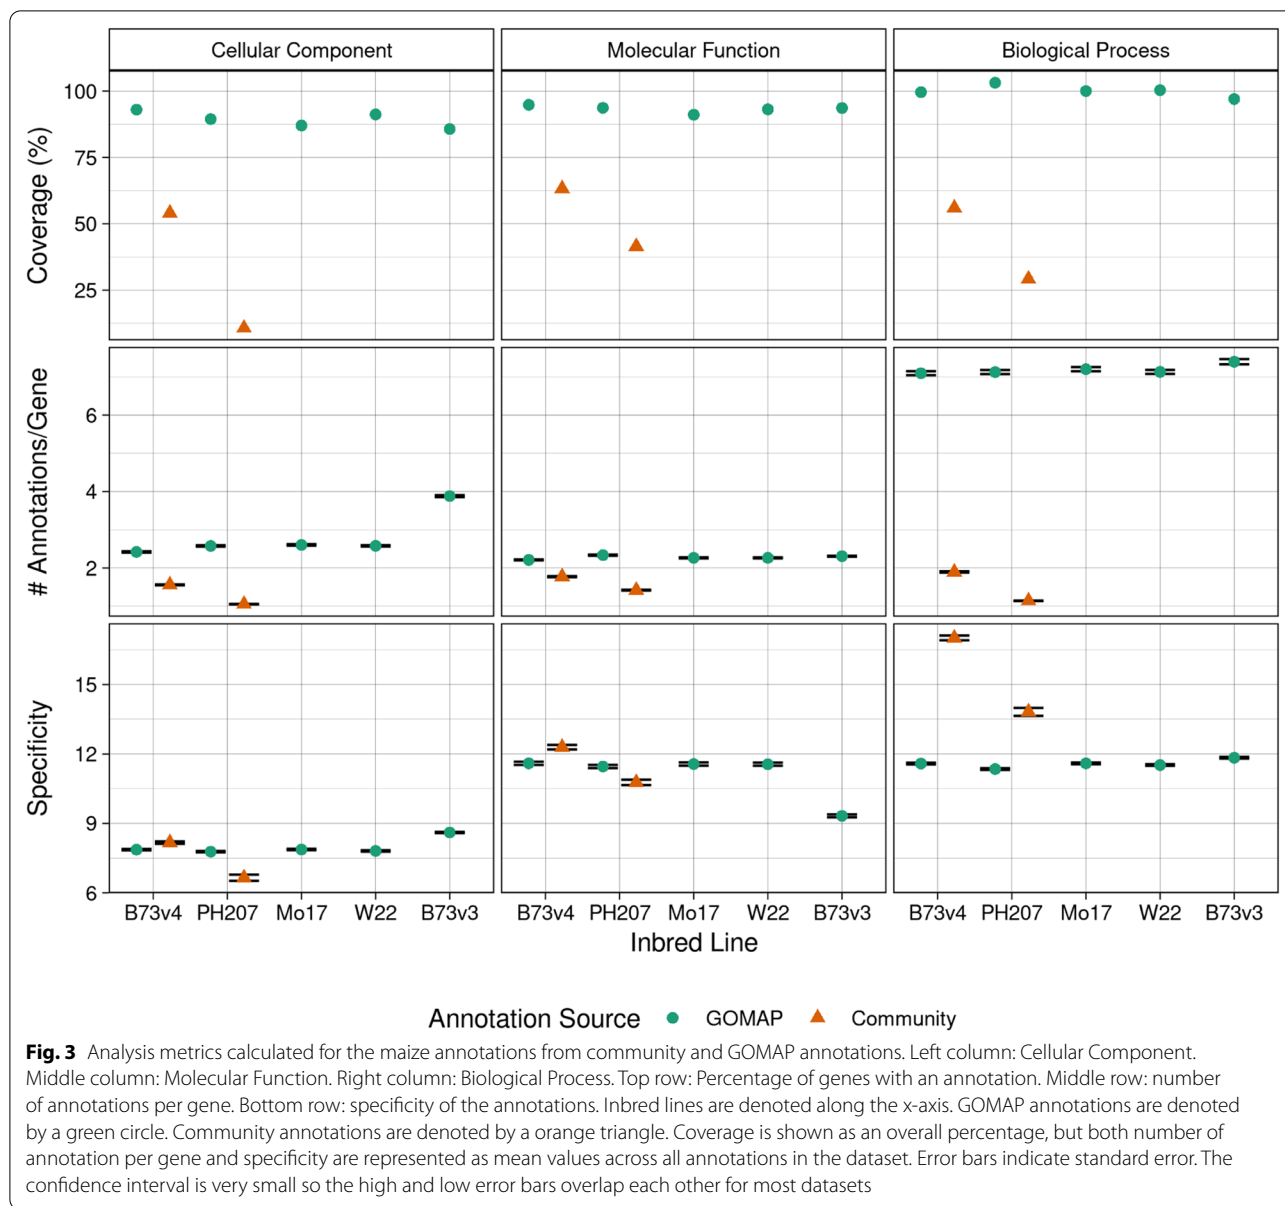 Cellular Component
Molecular Function
Biological Process
Coverage (%)
100
75
50
25
# Annotations/Gene
6
4
2
Specificity
15
12
9
6
B73v4 PH207 Mo17 W22 B73v3
B73v4 PH207 Mo17 W22 B73v3
B73v4 PH207 Mo17 W22 B73v3
Inbred Line
Annotation Source GOMAP Community
Fig. 3 Analysis metrics calculated for the maize annotations from community and GOMAP annotations. Left column: Cellular Component.
Middle column: Molecular Function. Right column: Biological Process. Top row: Percentage of genes with an annotation. Middle row: number
of annotations per gene. Bottom row: specificity of the annotations. Inbred lines are denoted along the x-axis. GOMAP annotations are denoted
by a green circle. Community annotations are denoted by a orange triangle. Coverage is shown as an overall percentage, but both number of
annotation per gene and specificity are represented as mean values across all annotations in the dataset. Error bars indicate standard error. The
confidence interval is very small so the high and low error bars overlap each other for most datasets